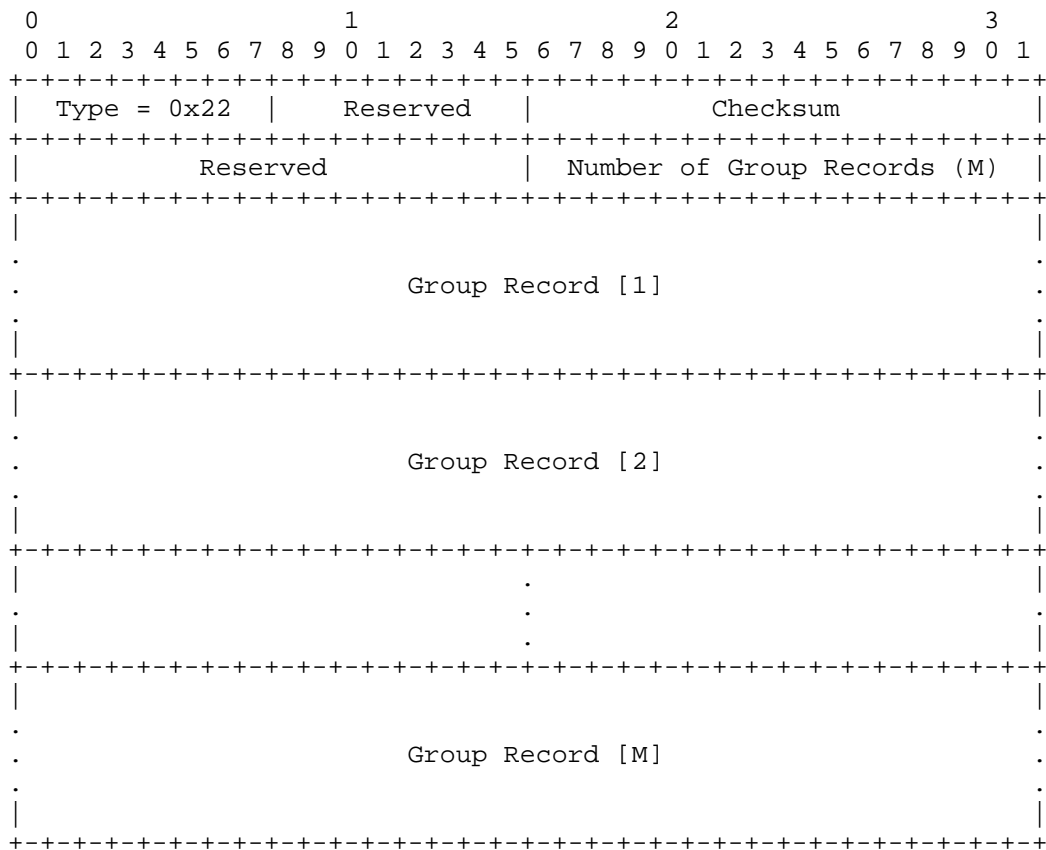 0                   1                   2                   3
 0 1 2 3 4 5 6 7 8 9 0 1 2 3 4 5 6 7 8 9 0 1 2 3 4 5 6 7 8 9 0 1
+-+-+-+-+-+-+-+-+-+-+-+-+-+-+-+-+-+-+-+-+-+-+-+-+-+-+-+-+-+-+-+-+
|  Type = 0x22  |    Reserved   |           Checksum            |
+-+-+-+-+-+-+-+-+-+-+-+-+-+-+-+-+-+-+-+-+-+-+-+-+-+-+-+-+-+-+-+-+
|           Reserved            |  Number of Group Records (M)  |
+-+-+-+-+-+-+-+-+-+-+-+-+-+-+-+-+-+-+-+-+-+-+-+-+-+-+-+-+-+-+-+-+
|                                                               |
.                                                               .
.                        Group Record [1]                       .
.                                                               .
|                                                               |
+-+-+-+-+-+-+-+-+-+-+-+-+-+-+-+-+-+-+-+-+-+-+-+-+-+-+-+-+-+-+-+-+
|                                                               |
.                                                               .
.                        Group Record [2]                       .
.                                                               .
|                                                               |
+-+-+-+-+-+-+-+-+-+-+-+-+-+-+-+-+-+-+-+-+-+-+-+-+-+-+-+-+-+-+-+-+
|                               .                               |
.                               .                               .
|                               .                               |
+-+-+-+-+-+-+-+-+-+-+-+-+-+-+-+-+-+-+-+-+-+-+-+-+-+-+-+-+-+-+-+-+
|                                                               |
.                                                               .
.                        Group Record [M]                       .
.                                                               .
|                                                               |
+-+-+-+-+-+-+-+-+-+-+-+-+-+-+-+-+-+-+-+-+-+-+-+-+-+-+-+-+-+-+-+-+